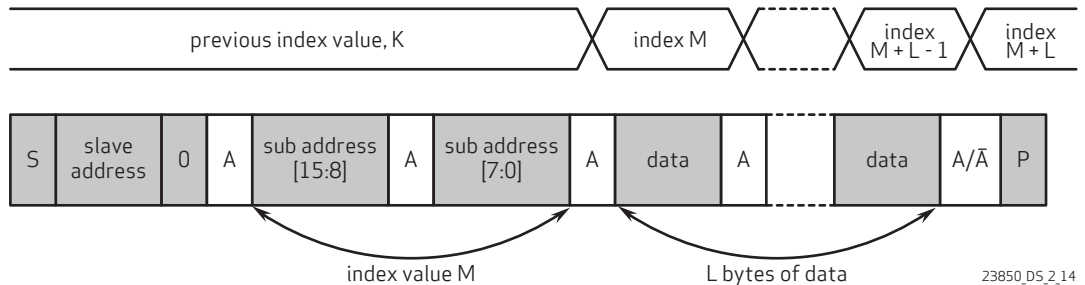 previous index value, K
index M
index
M + L - 1
index
M + L
S
slave
address
0
A
sub address
[15:8]
A
sub address
[7:0]
A
data
A
data
A/Ā
P
index value M
L bytes of data
23850_DS_2_14